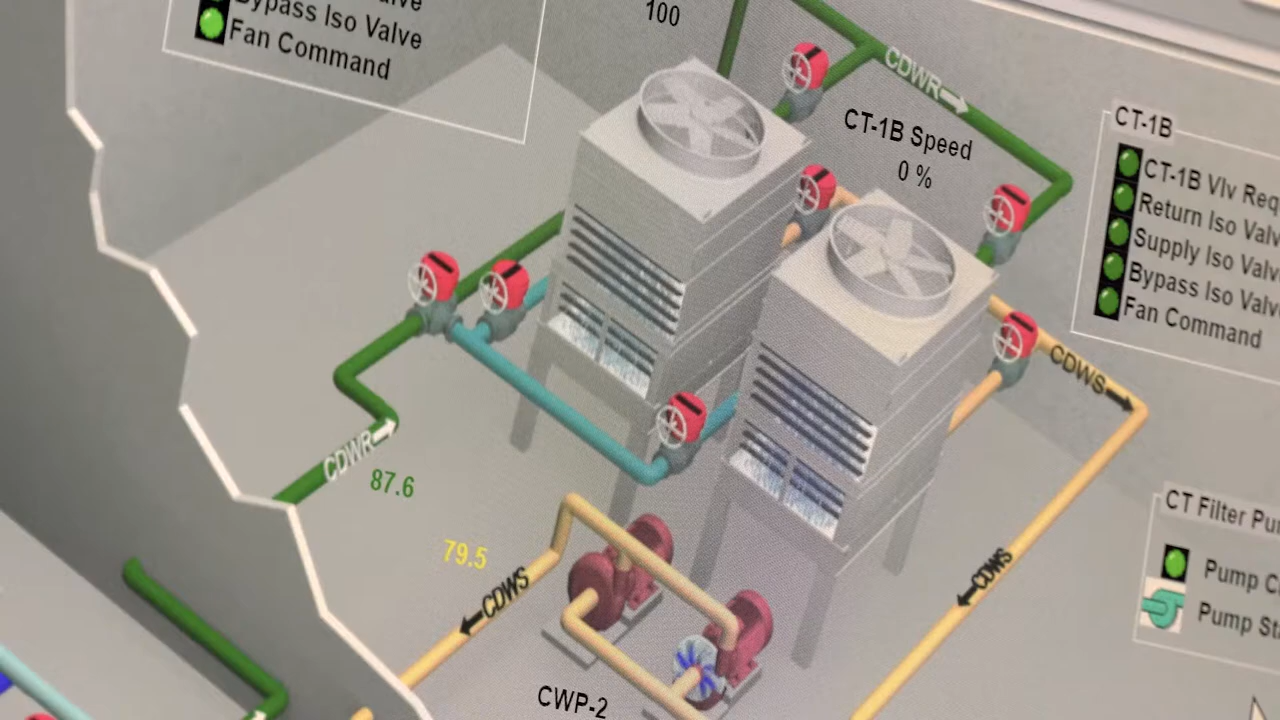 Bypass Iso Valve
Fan Command
100
CDWR
CT-1B Speed
0 %
CT-1B
CT-1B Vlv Req
Return Iso Valv
Supply Iso Valv
Bypass Iso Valve
Fan Command
CDWS
CDWR
87.6
79.5
CDWS
CDWS
CT Filter Pu
Pump C
Pump Sta
CWP-2